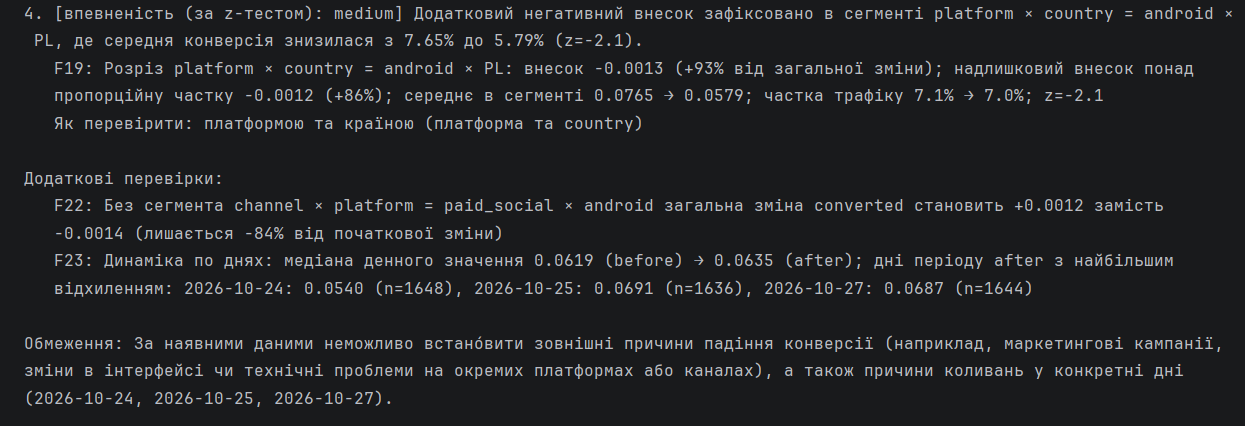 4. [впевненість (за z-тестом): medium] Додатковий негативний внесок зафіксовано в сегменті platform × country = android ×
PL, де середня конверсія знизилася з 7.65% до 5.79% (z=-2.1).
F19: Розріз platform × country = android × PL: внесок -0.0013 (+93% від загальної зміни); надлишковий внесок понад
пропорційну частку -0.0012 (+86%); середнє в сегменті 0.0765 → 0.0579; частка трафіку 7.1% → 7.0%; z=-2.1
Як перевірити: платформою та країною (платформа та country)
Додаткові перевірки:
F22: Без сегмента channel × platform = paid_social × android загальна зміна converted становить +0.0012 замість
-0.0014 (лишається -84% від початкової зміни)
F23: Динаміка по днях: медіана денного значення 0.0619 (before) → 0.0635 (after); дні періоду after з найбільшим
відхиленням: 2026-10-24: 0.0540 (n=1648), 2026-10-25: 0.0691 (n=1636), 2026-10-27: 0.0687 (n=1644)
Обмеження: За наявними даними неможливо встано́вити зовнішні причини падіння конверсії (наприклад, маркетингові кампанії,
зміни в інтерфейсі чи технічні проблеми на окремих платформах або каналах), а також причини коливань у конкретні дні
(2026-10-24, 2026-10-25, 2026-10-27).